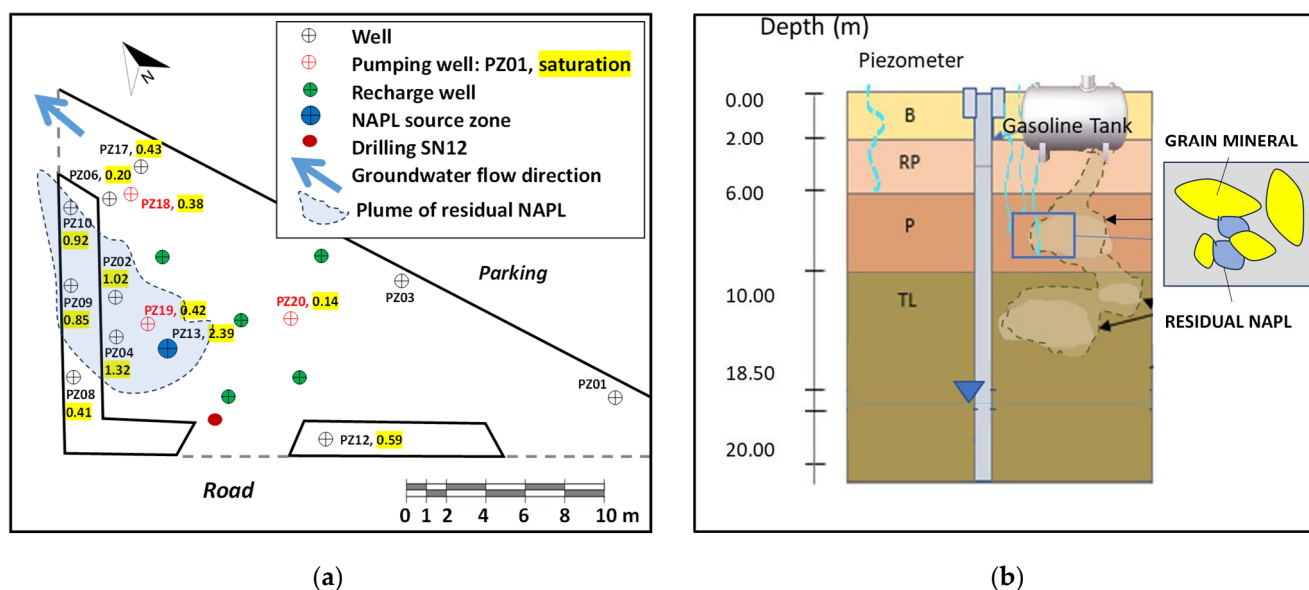 N
Well
Pumping well: PZ01, saturation
Recharge well
NAPL source zone
Drilling SN12
Groundwater flow direction
Plume of residual NAPL
PZ17, 0.43
PZ06, 0.20
PZ18, 0.38
PZ10
0.92
PZ02
1.02
PZ09
0.85
PZ19, 0.42
PZ13, 2.39
PZ04
1.32
PZ08
0.41
PZ20, 0.14
PZ03
Parking
PZ01
PZ12, 0.59
Road
0 1 2 4 6 8 10 m
(a)
Depth (m)
Piezometer
0.00
2.00
6.00
10.00
18.50
20.00
B
RP
P
TL
Gasoline Tank
GRAIN MINERAL
RESIDUAL NAPL
(b)